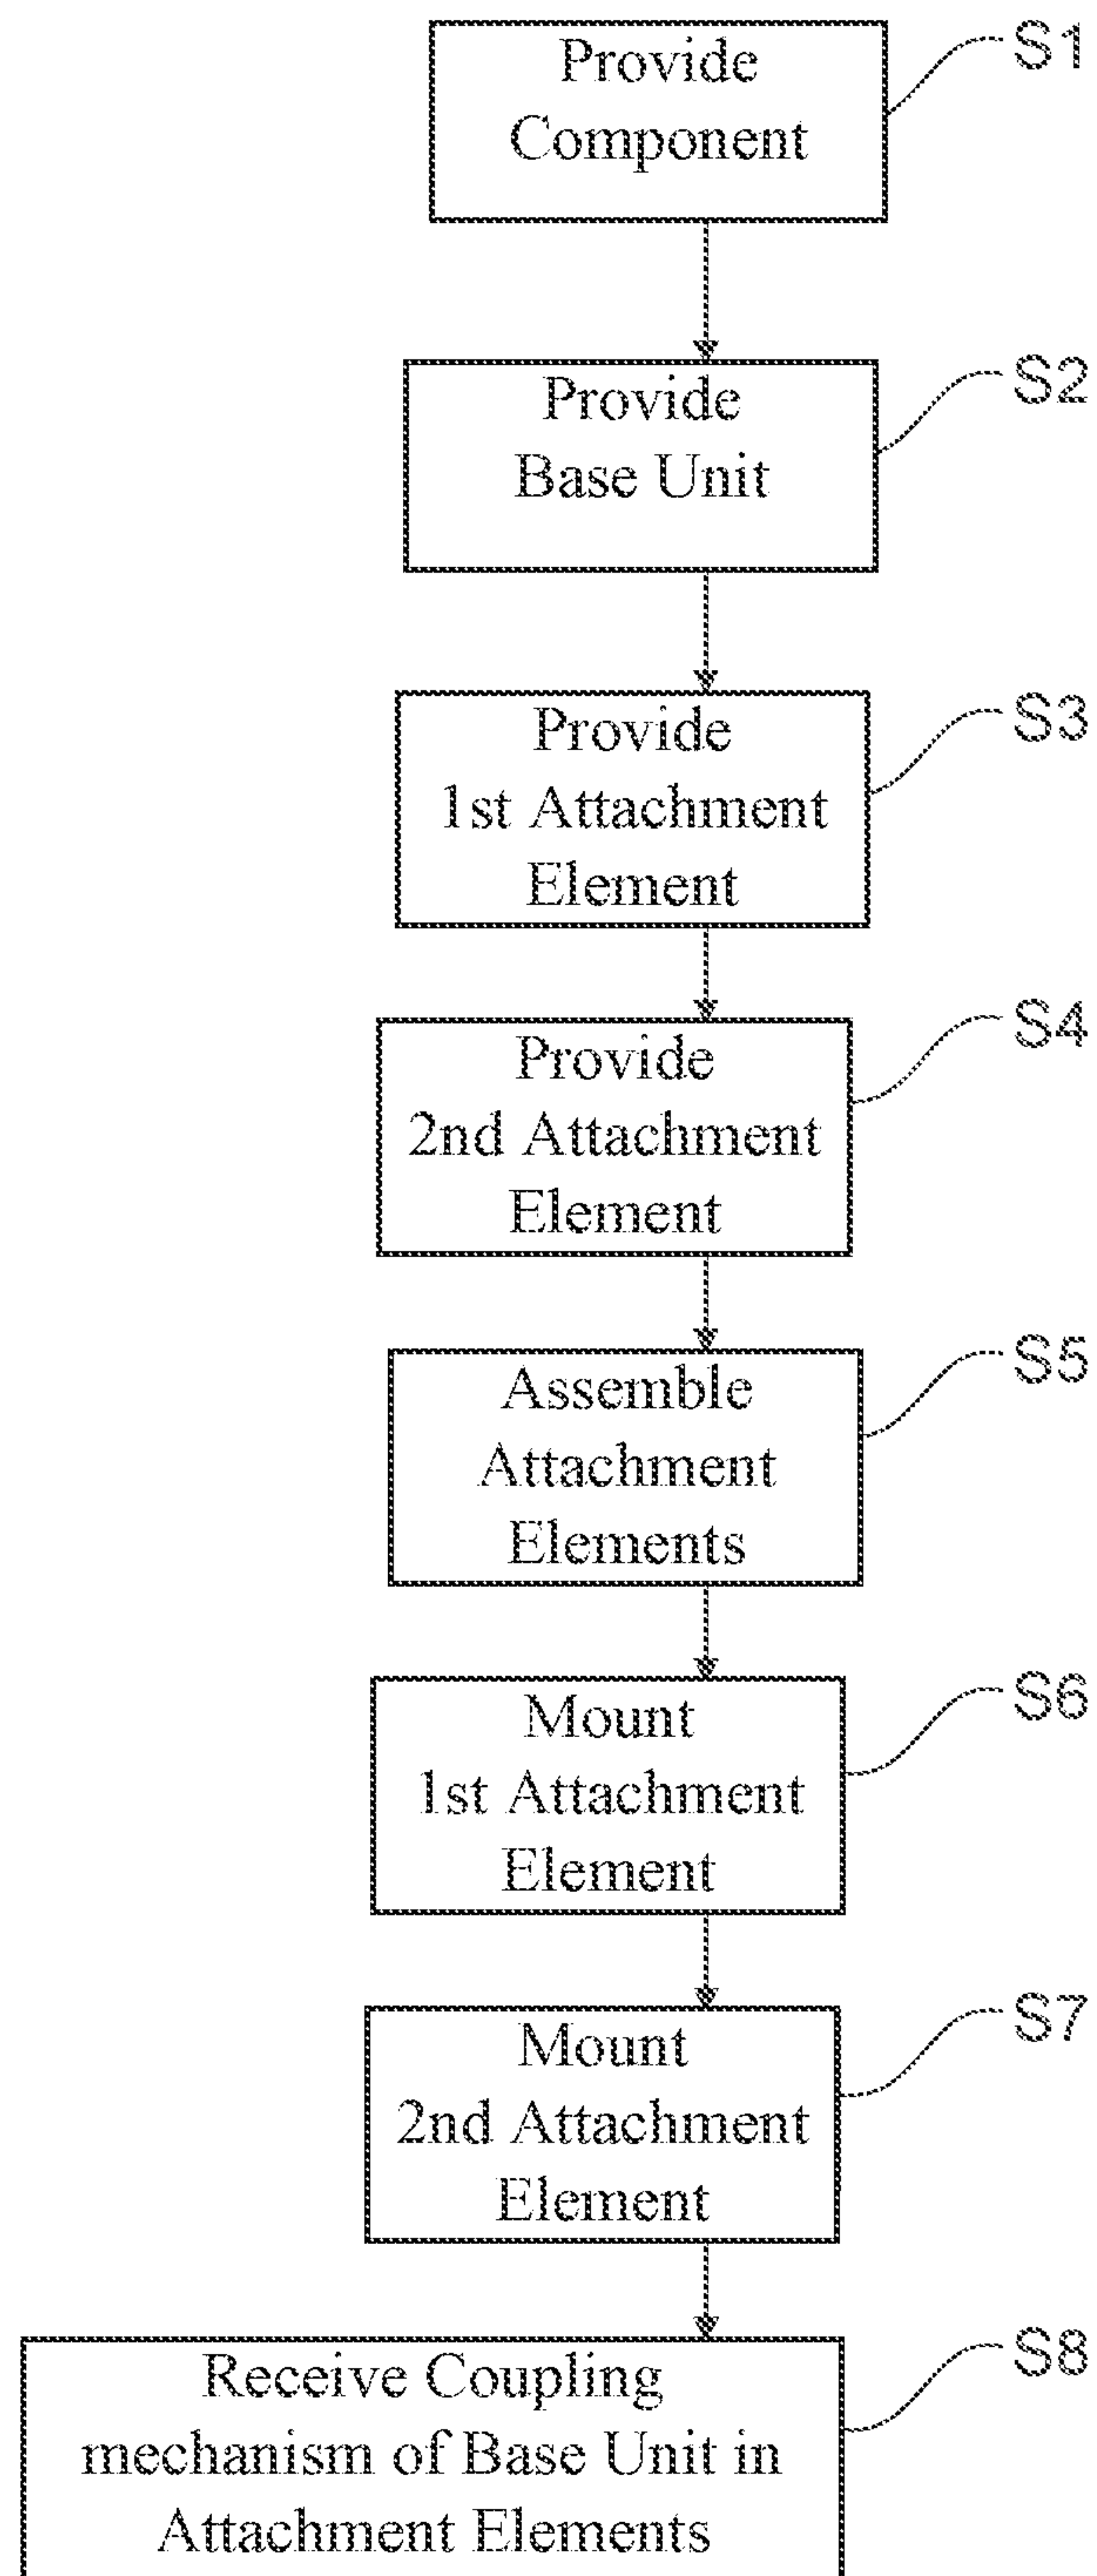 Provide
Component
S1
Provide
Base Unit
S2
Provide
1st Attachment
Element
S3
Provide
2nd Attachment
Element
S4
Assemble
Attachment
Elements
S5
Mount
1st Attachment
Element
S6
Mount
2nd Attachment
Element
S7
Receive Coupling
mechanism of Base Unit in
Attachment Elements
S8